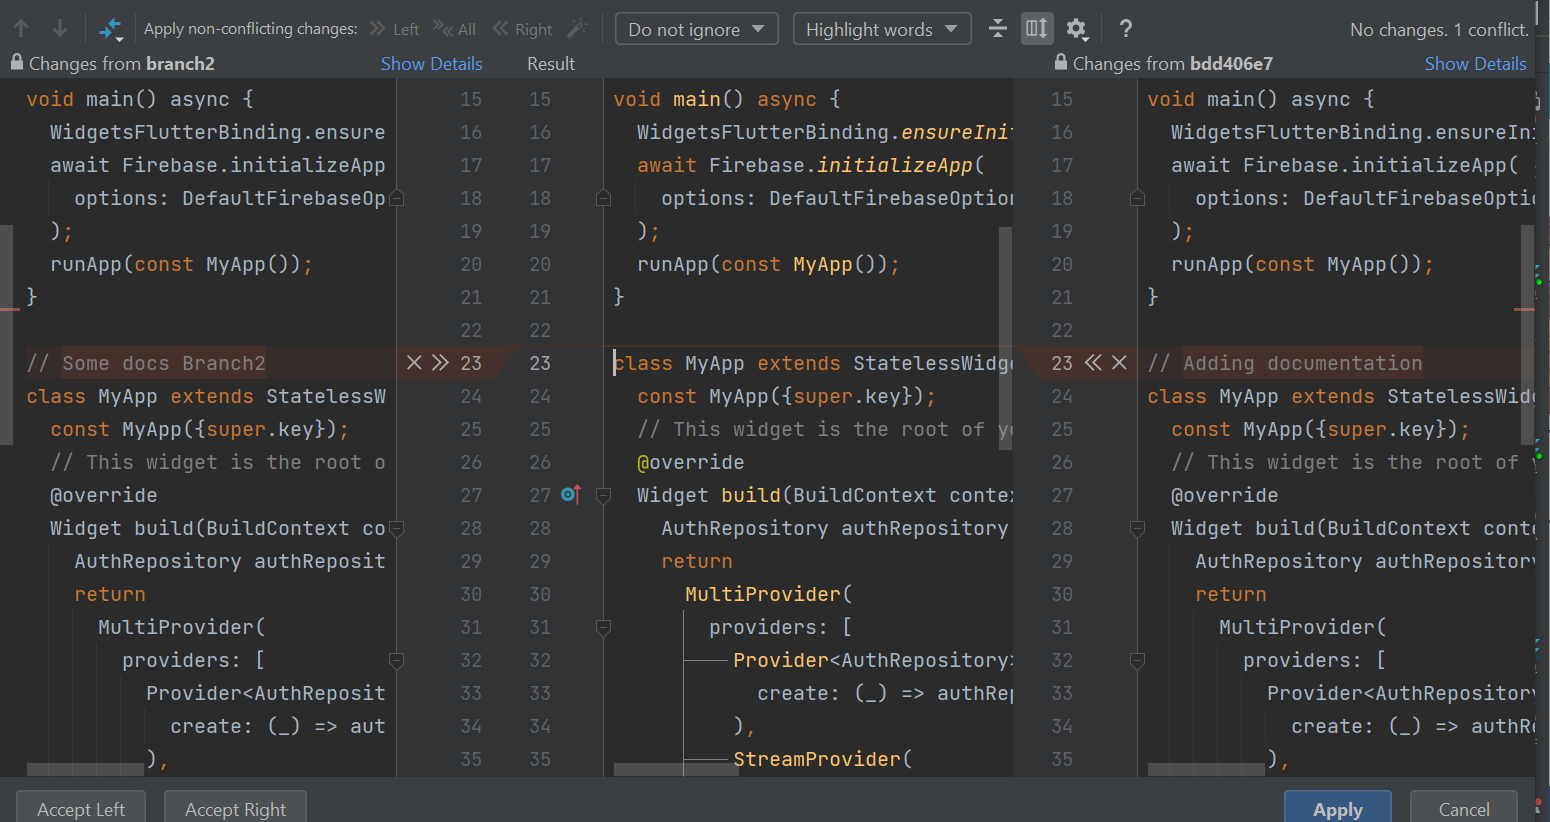 Apply non-conflicting changes: Left All Right Do not ignore Highlight words ? No changes. 1 conflict.
Changes from branch2 Show Details Result Changes from bdd406e7 Show Details
void main() async {
WidgetsFlutterBinding.ensure
await Firebase.initializeApp
options: DefaultFirebaseOp
);
runApp(const MyApp());
}
// Some docs Branch2
class MyApp extends StatelessW
const MyApp({super.key});
// This widget is the root o
@override
Widget build(BuildContext co
AuthRepository authReposit
return
MultiProvider(
providers: [
Provider<AuthReposit
create: (_) => aut
),
15 15
16 16
17 17
18 18
19 19
20 20
21 21
22 22
23 23
24 24
25 25
26 26
27 27
28 28
29 29
30 30
31 31
32 32
33 33
34 34
35 35
void main() async {
WidgetsFlutterBinding.ensureInit
await Firebase.initializeApp(
options: DefaultFirebaseOption
);
runApp(const MyApp());
}
class MyApp extends StatelessWidge
const MyApp({super.key});
// This widget is the root of yo
@override
Widget build(BuildContext contex
AuthRepository authRepository
return
MultiProvider(
providers: [
Provider<AuthRepository>
create: (_) => authRep
),
StreamProvider(
15
16
17
18
19
20
21
22
23
24
25
26
27
28
29
30
31
32
33
34
35
void main() async {
WidgetsFlutterBinding.ensureIni
await Firebase.initializeApp(
options: DefaultFirebaseOptio
);
runApp(const MyApp());
}
// Adding documentation
class MyApp extends StatelessWidg
const MyApp({super.key});
// This widget is the root of y
@override
Widget build(BuildContext conte
AuthRepository authRepository
return
MultiProvider(
providers: [
Provider<AuthRepository
create: (_) => authRe
),
Accept Left Accept Right Apply Cancel